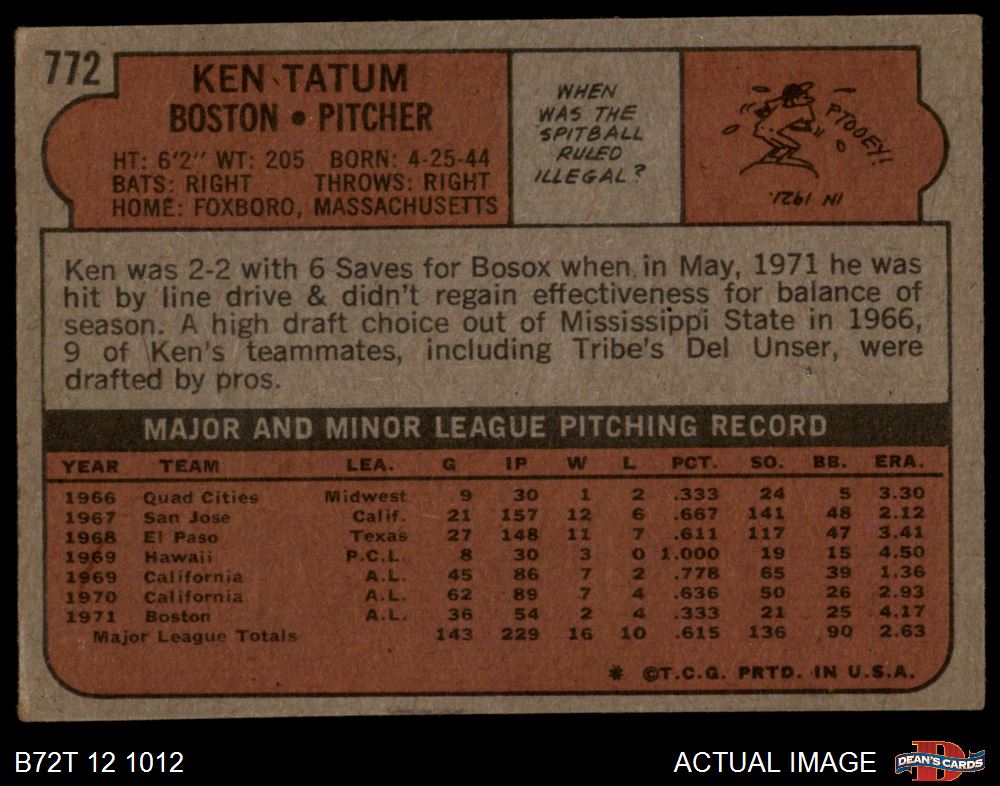 772
KEN TATUM
BOSTON • PITCHER
HT: 6'2" WT: 205 BORN: 4-25-44
BATS: RIGHT THROWS: RIGHT
HOME: FOXBORO, MASSACHUSETTS
WHEN
WAS THE
SPITBALL
RULED
ILLEGAL?
PTOOEY!
IN 1921.
Ken was 2-2 with 6 Saves for Bosox when in May, 1971 he was
hit by line drive & didn't regain effectiveness for balance of
season. A high draft choice out of Mississippi State in 1966,
9 of Ken's teammates, including Tribe's Del Unser, were
drafted by pros.
MAJOR AND MINOR LEAGUE PITCHING RECORD
YEAR TEAM LEA. G IP W L PCT. SO. BB. ERA.
1966 Quad Cities Midwest 9 30 1 2 .333 24 5 3.30
1967 San Jose Calif. 21 157 12 6 .667 141 48 2.12
1968 El Paso Texas 27 148 11 7 .611 117 47 3.41
1969 Hawaii P.C.L. 8 30 3 0 1.000 19 15 4.50
1969 California A.L. 45 86 7 2 .778 65 39 1.36
1970 California A.L. 62 89 7 4 .636 50 26 2.93
1971 Boston A.L. 36 54 2 4 .333 21 25 4.17
Major League Totals 143 229 16 10 .615 136 90 2.63
* ©T.C.G. PRTD. IN U.S.A.
B72T 12 1012
ACTUAL IMAGE
D
DEAN'S CARDS